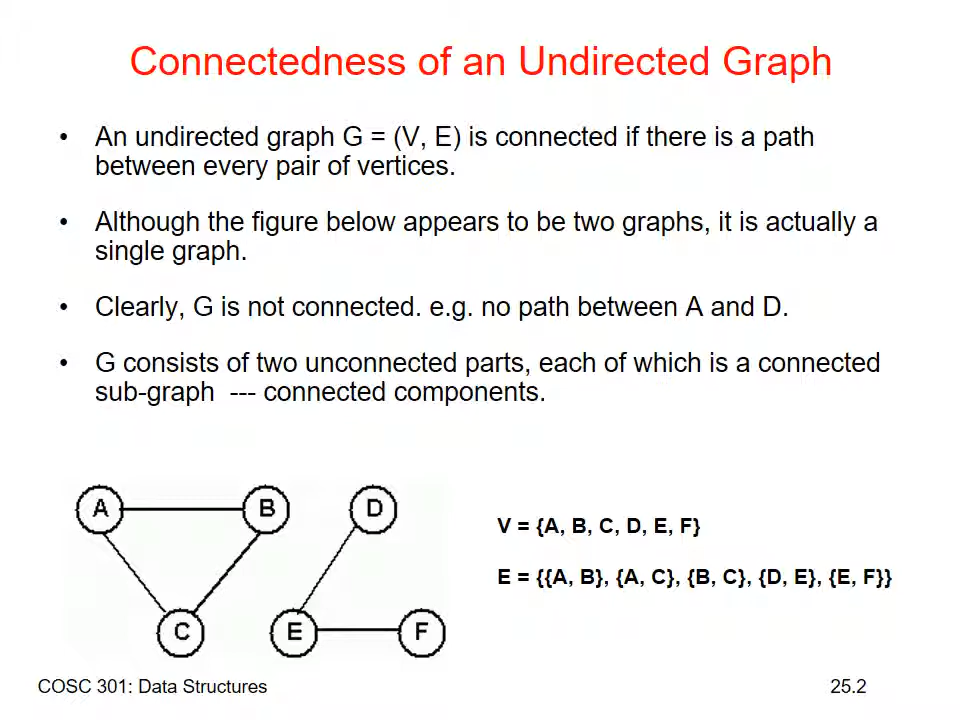 Connectedness of an Undirected Graph
• An undirected graph G = (V, E) is connected if there is a path
between every pair of vertices.
• Although the figure below appears to be two graphs, it is actually a
single graph.
• Clearly, G is not connected. e.g. no path between A and D.
• G consists of two unconnected parts, each of which is a connected
sub-graph --- connected components.
A B D
V = {A, B, C, D, E, F}
E = {{A, B}, {A, C}, {B, C}, {D, E}, {E, F}}
C E F
COSC 301: Data Structures 25.2